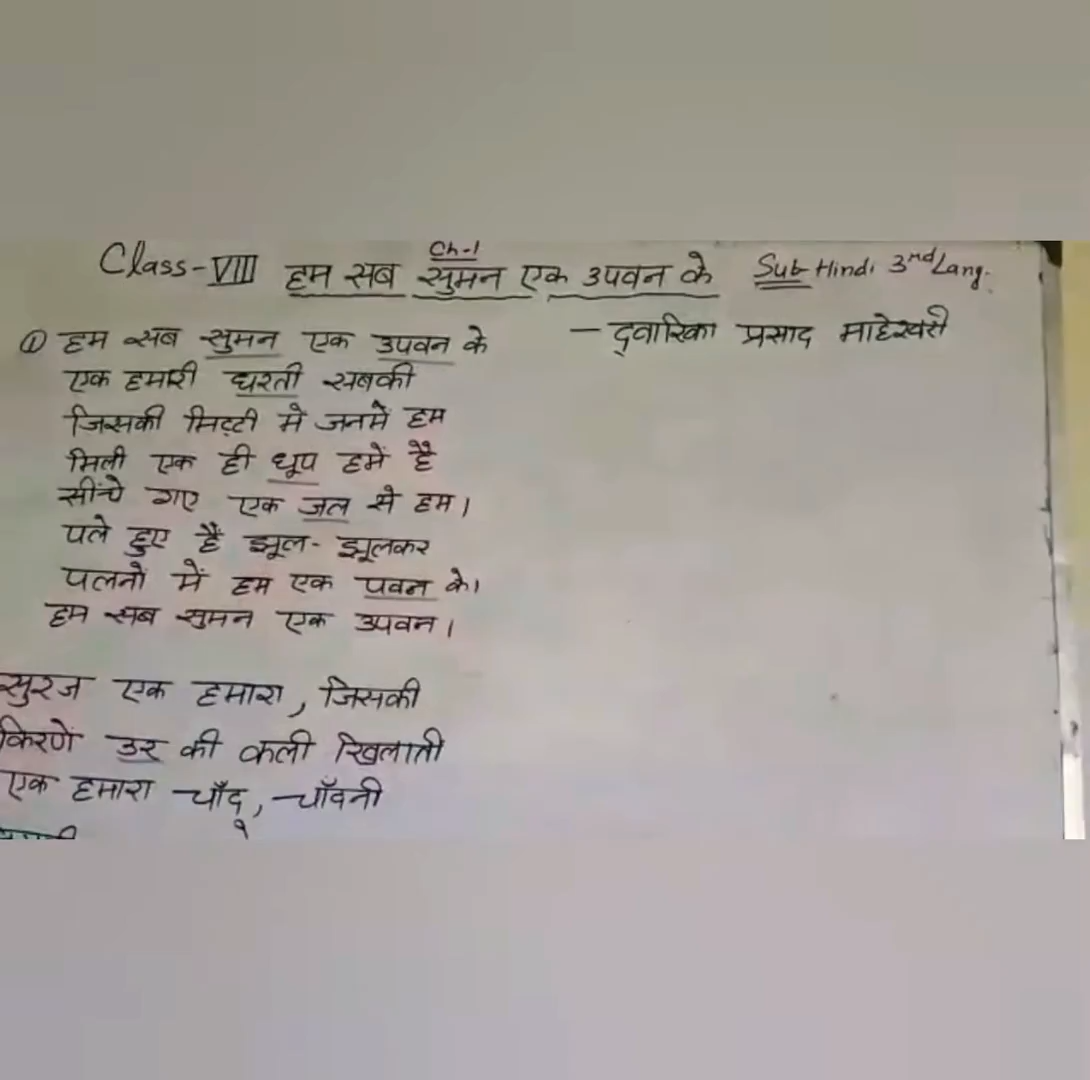 Ch-1
Class-VIII हम सब सुमन एक उपवन के Sub-Hindi 3rd Lang.
- द्वारिका प्रसाद माहेश्वरी
① हम सब सुमन एक उपवन के
एक हमारी धरती सबकी
जिसकी मिट्टी मे जनमें हम
मिली एक ही धूप हमें है
सींचे गए एक जल से हम।
पले हुए हैं झूल-झूलकर
पलनों में हम एक पवन के।
हम सब सुमन एक उपवन।
सुरज एक हमारा, जिसकी
किरणें उर की कली खिलाती
एक हमारा चाँद, चाँदनी